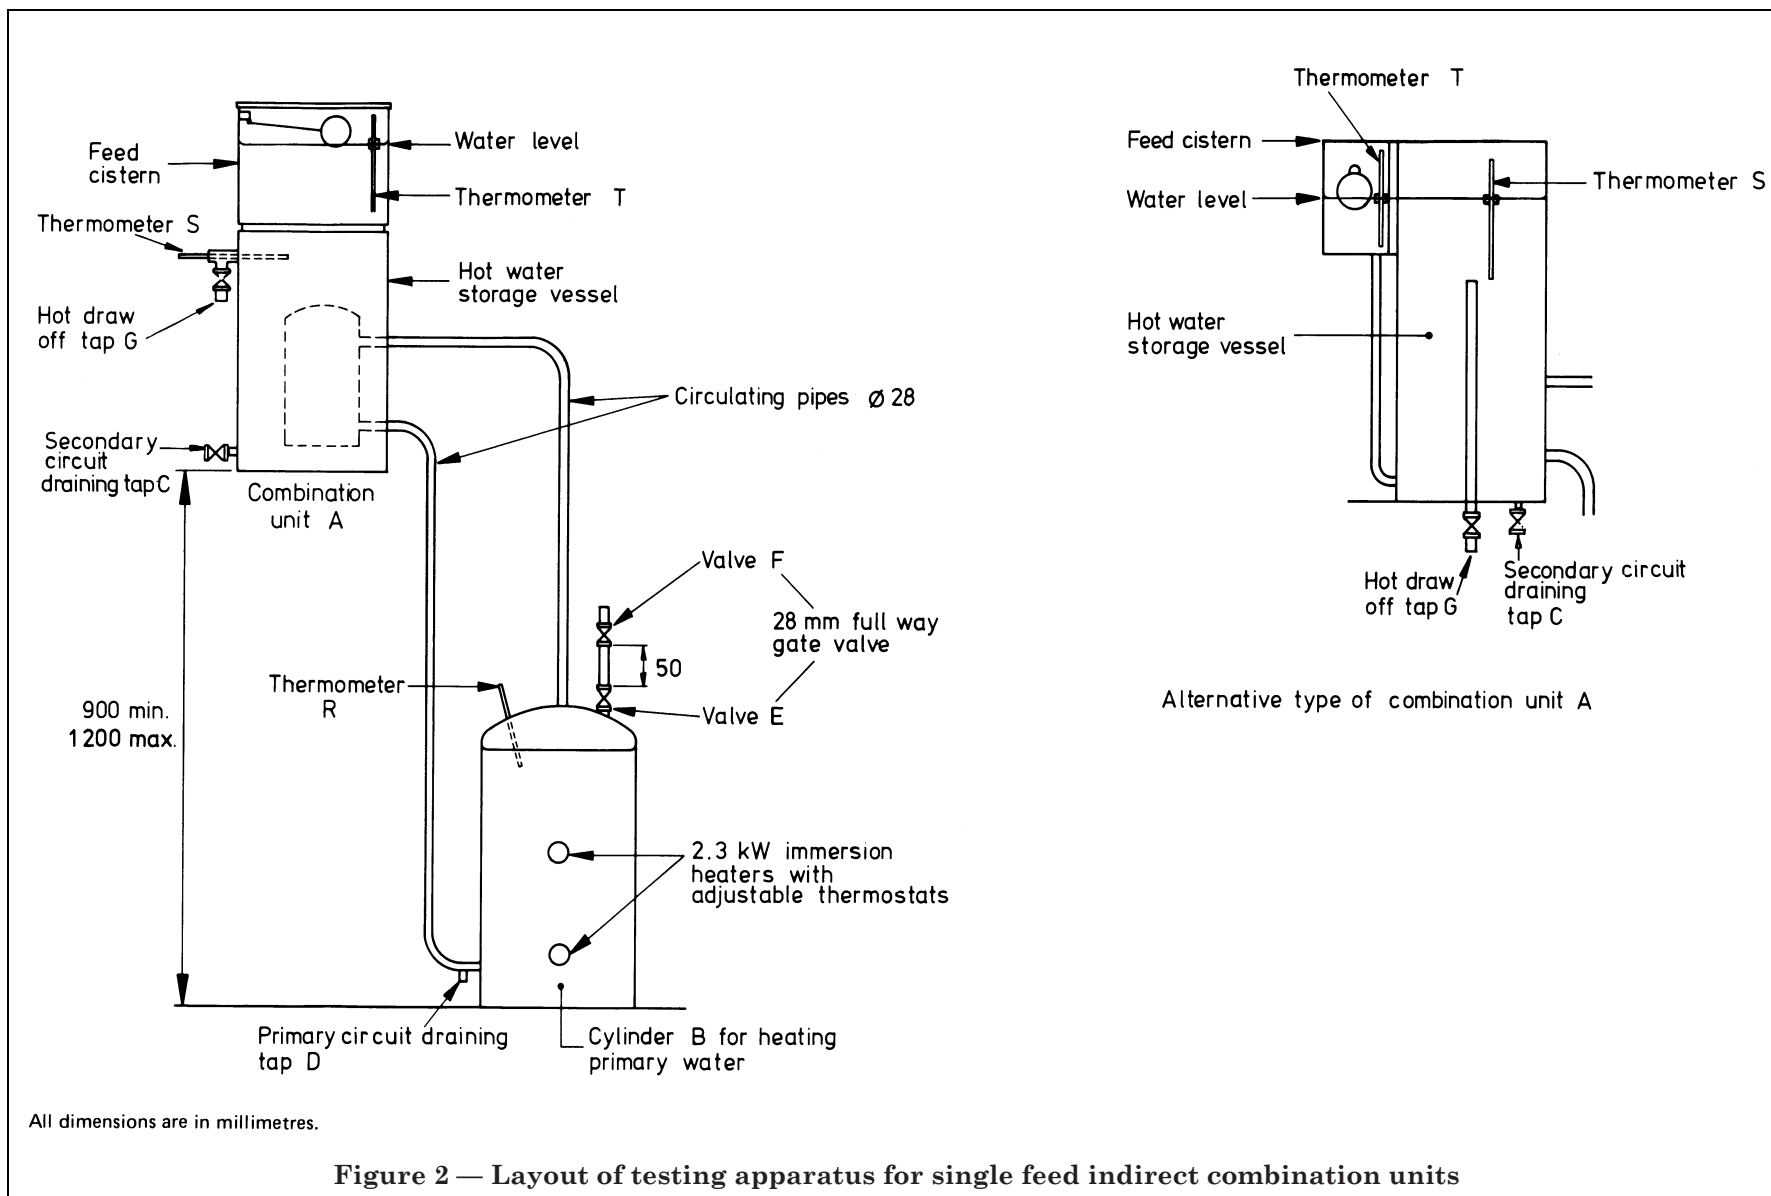 Feed
cistern
Water level
Thermometer T
Thermometer S
Hot water
storage vessel
Hot draw
off tap G
Circulating pipes Ø 28
Secondary
circuit
draining tap C
Combination
unit A
Valve F
28 mm full way
gate valve
50
Thermometer
R
Valve E
900 min.
1200 max.
2.3 kW immersion
heaters with
adjustable thermostats
Primary circuit draining
tap D
Cylinder B for heating
primary water
Thermometer T
Feed cistern
Thermometer S
Water level
Hot water
storage vessel
Hot draw
off tap G
Secondary circuit
draining
tap C
Alternative type of combination unit A
All dimensions are in millimetres.
Figure 2 — Layout of testing apparatus for single feed indirect combination units